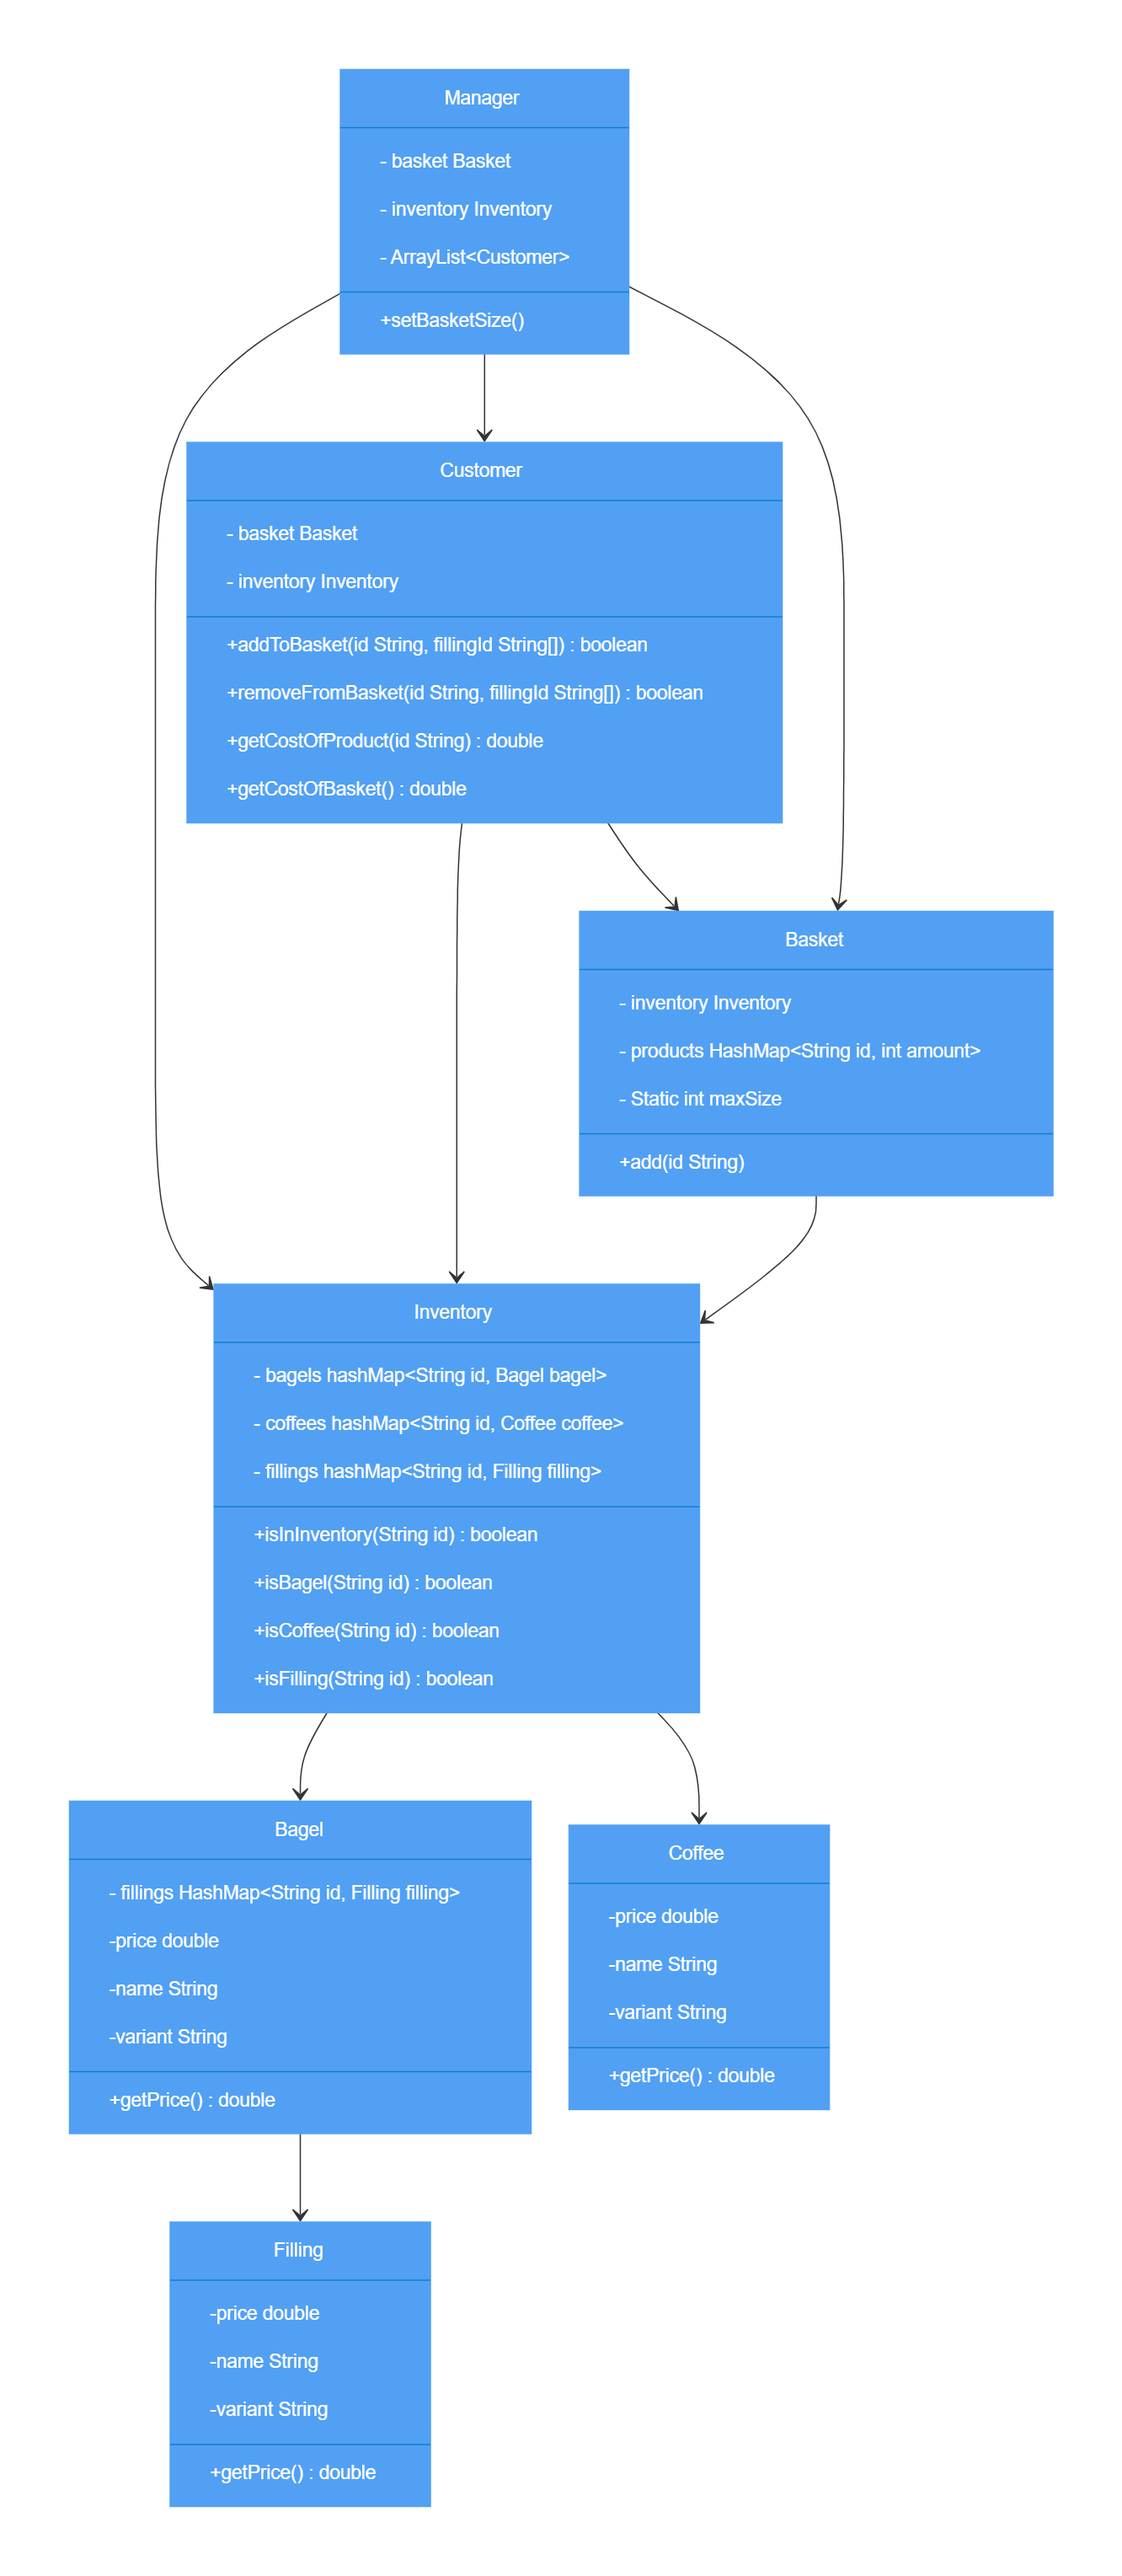 Manager
- basket Basket
- inventory Inventory
- ArrayList<Customer>
+setBasketSize()
Customer
- basket Basket
- inventory Inventory
+addToBasket(id String, fillingId String[]) : boolean
+removeFromBasket(id String, fillingId String[]) : boolean
+getCostOfProduct(id String) : double
+getCostOfBasket() : double
Basket
- inventory Inventory
- products HashMap<String id, int amount>
- Static int maxSize
+add(id String)
Inventory
- bagels hashMap<String id, Bagel bagel>
- coffees hashMap<String id, Coffee coffee>
- fillings hashMap<String id, Filling filling>
+isInInventory(String id) : boolean
+isBagel(String id) : boolean
+isCoffee(String id) : boolean
+isFilling(String id) : boolean
Bagel
- fillings HashMap<String id, Filling filling>
-price double
-name String
-variant String
+getPrice() : double
Coffee
-price double
-name String
-variant String
+getPrice() : double
Filling
-price double
-name String
-variant String
+getPrice() : double